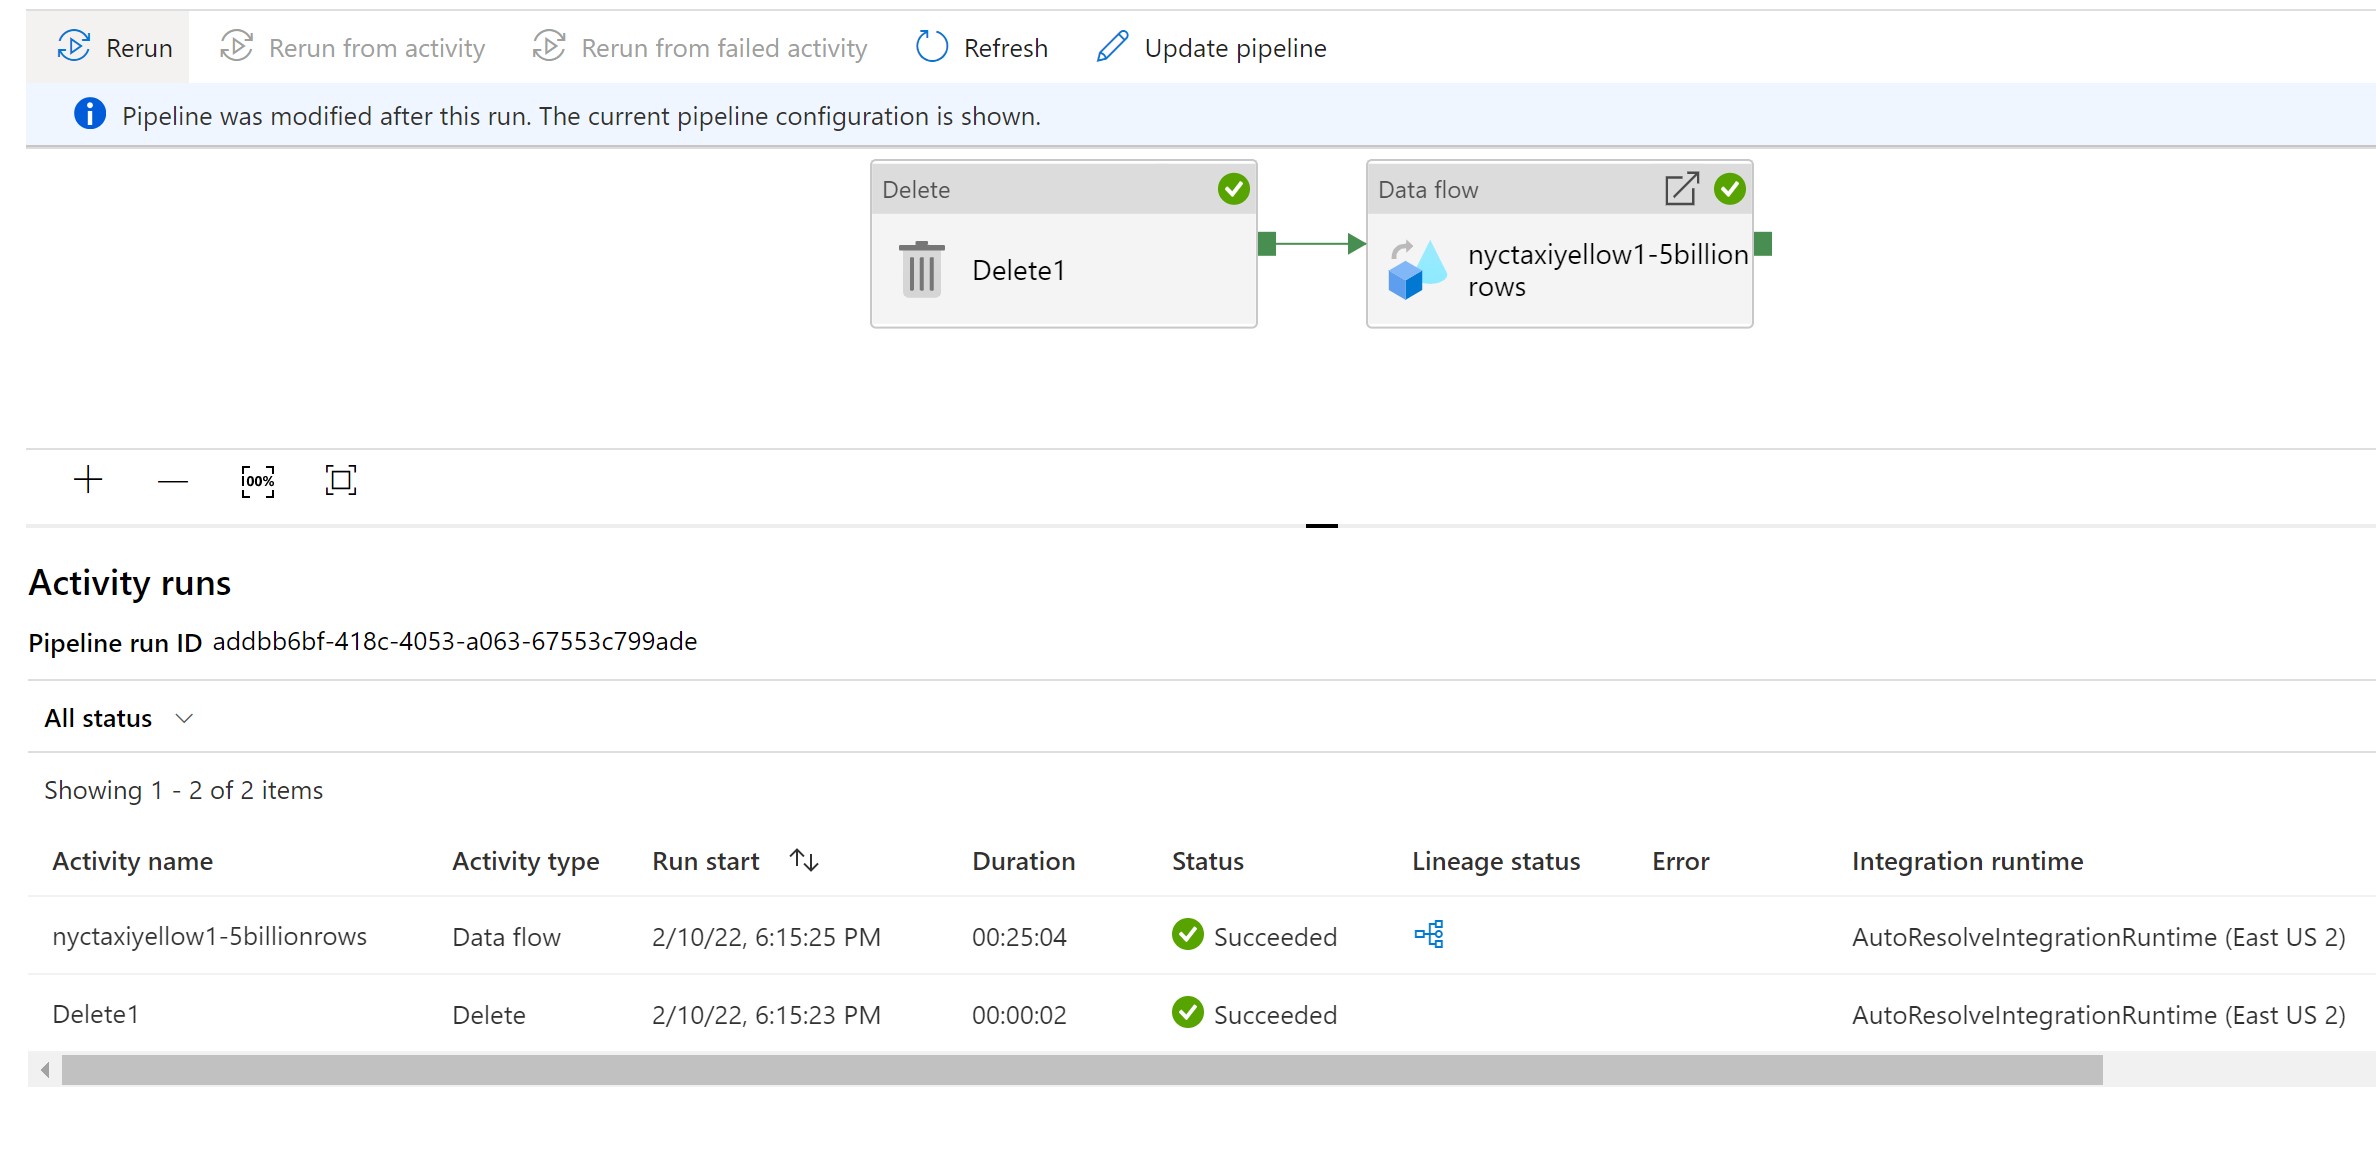 Rerun Rerun from activity Rerun from failed activity Refresh Update pipeline
Pipeline was modified after this run. The current pipeline configuration is shown.
Delete
Delete1
Data flow
nyctaxiyellow1-5billion
rows
100%
Activity runs
Pipeline run ID addbb6bf-418c-4053-a063-67553c799ade
All status
Showing 1 - 2 of 2 items
Activity name Activity type Run start Duration Status Lineage status Error Integration runtime
nyctaxiyellow1-5billionrows Data flow 2/10/22, 6:15:25 PM 00:25:04 Succeeded AutoResolveIntegrationRuntime (East US 2)
Delete1 Delete 2/10/22, 6:15:23 PM 00:00:02 Succeeded AutoResolveIntegrationRuntime (East US 2)